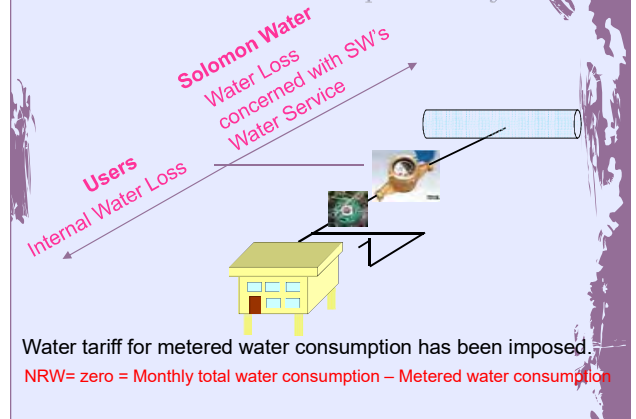 Solomon Water
Water Loss
concerned with SW's
Water Service
Users
Internal Water Loss
Water tariff for metered water consumption has been imposed.
NRW= zero = Monthly total water consumption – Metered water consumption